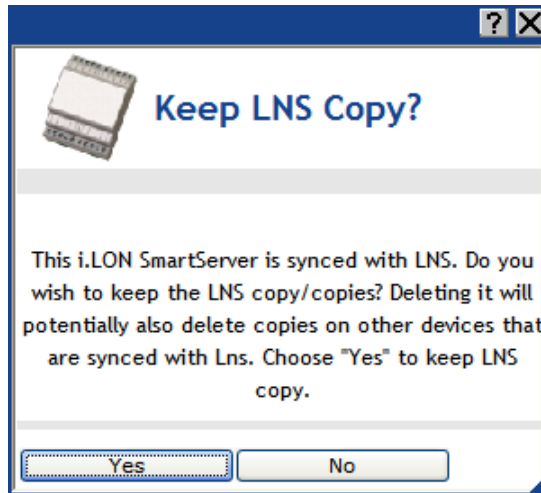 ? X
Keep LNS Copy?
This i.LON SmartServer is synced with LNS. Do you
wish to keep the LNS copy/copies? Deleting it will
potentially also delete copies on other devices that
are synced with Lns. Choose "Yes" to keep LNS
copy.
Yes No